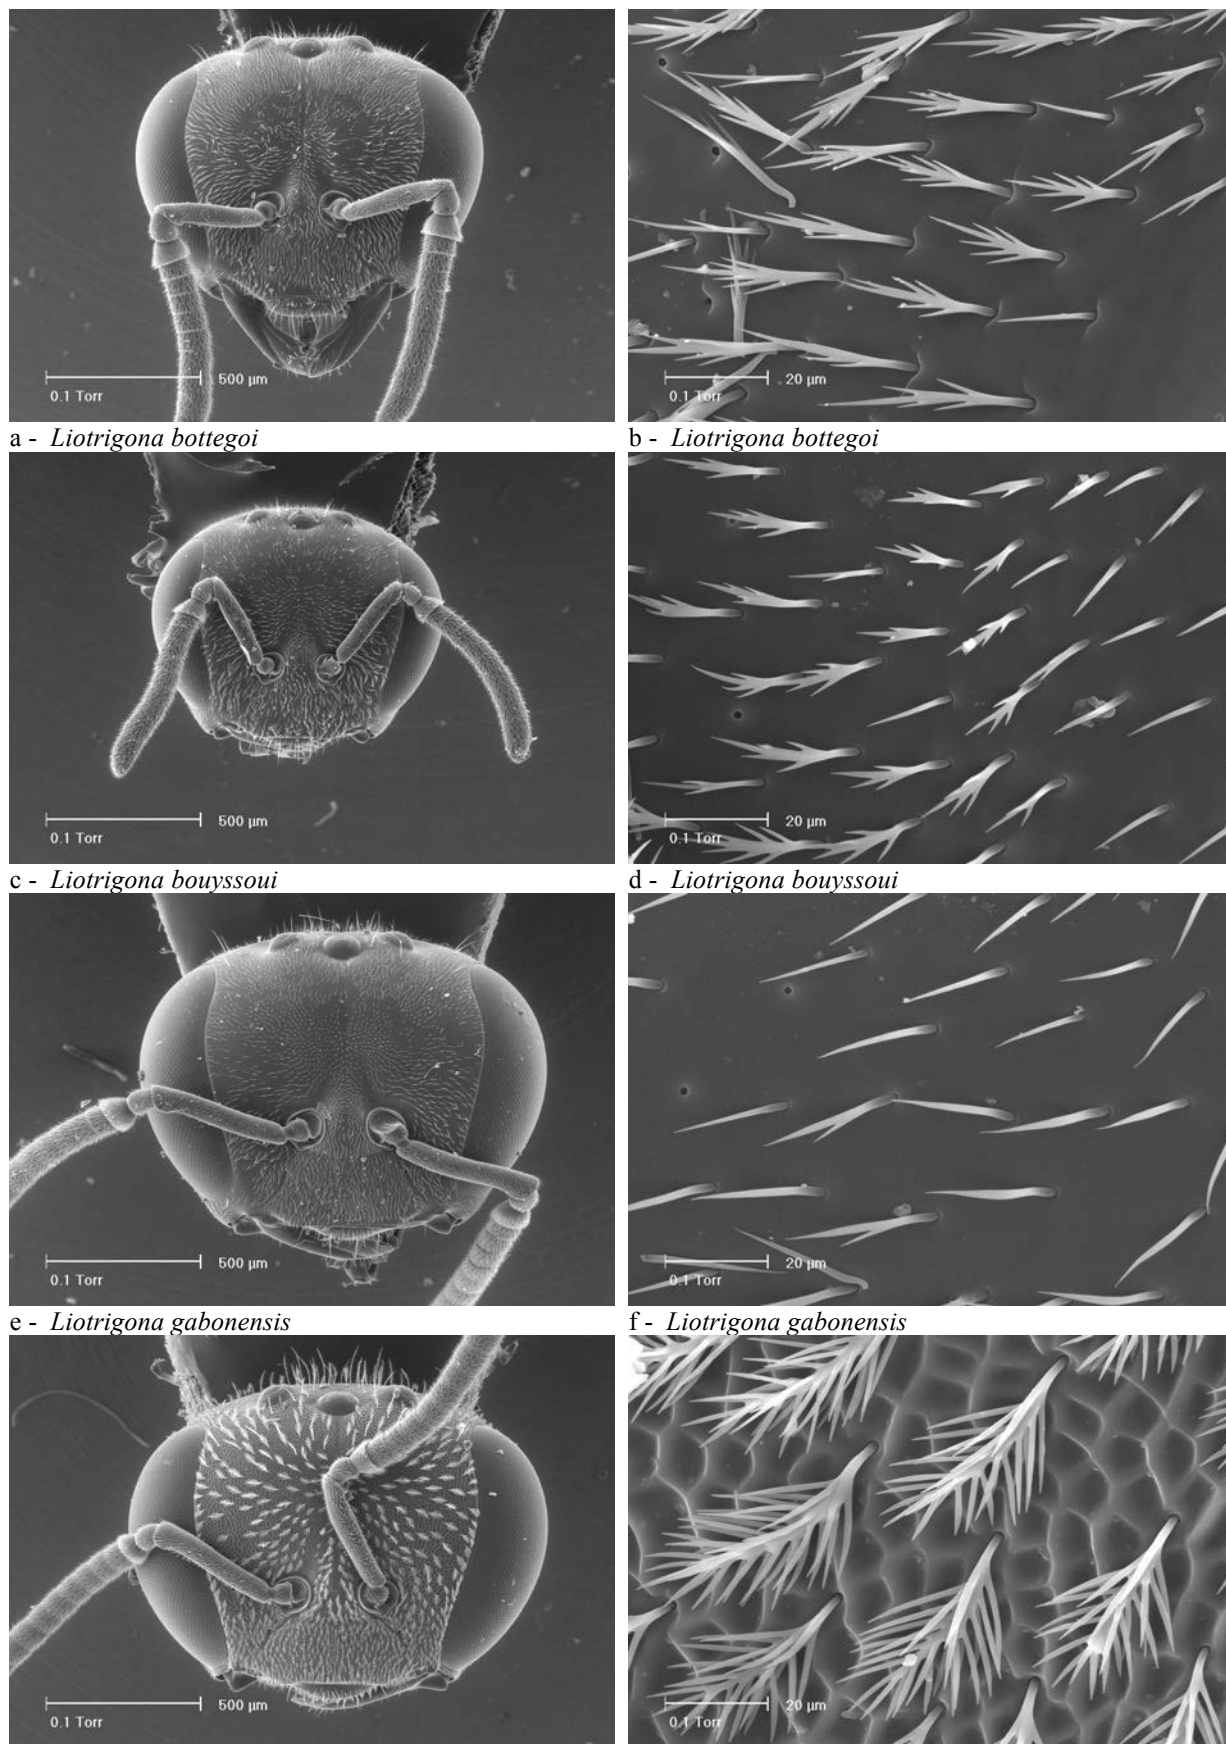 500 µm
0.1 Torr
20 µm
0.1 Torr
a - Liotrigona bottegoi
b - Liotrigona bottegoi
500 µm
0.1 Torr
20 µm
0.1 Torr
c - Liotrigona bouyssoui
d - Liotrigona bouyssoui
500 µm
0.1 Torr
20 µm
0.1 Torr
e - Liotrigona gabonensis
f - Liotrigona gabonensis
500 µm
0.1 Torr
20 µm
0.1 Torr